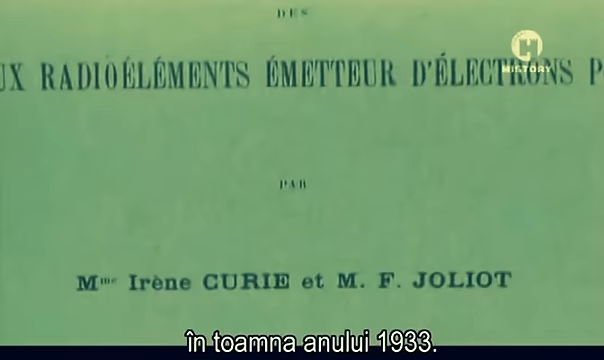 DES
UX RADIOÉLÉMENTS ÉMETTEUR D'ÉLECTRONS P
HISTORY
PAR
Mme Irène CURIE et M. F. JOLIOT
în toamna anului 1933.